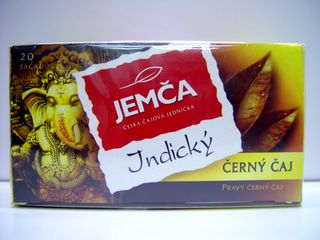 20
SÁČKŮ
JEMČA
ČESKÁ ČAJOVÁ JEDNIČKA
Indický
ČERNÝ ČAJ
PRAVÝ ČERNÝ ČAJ